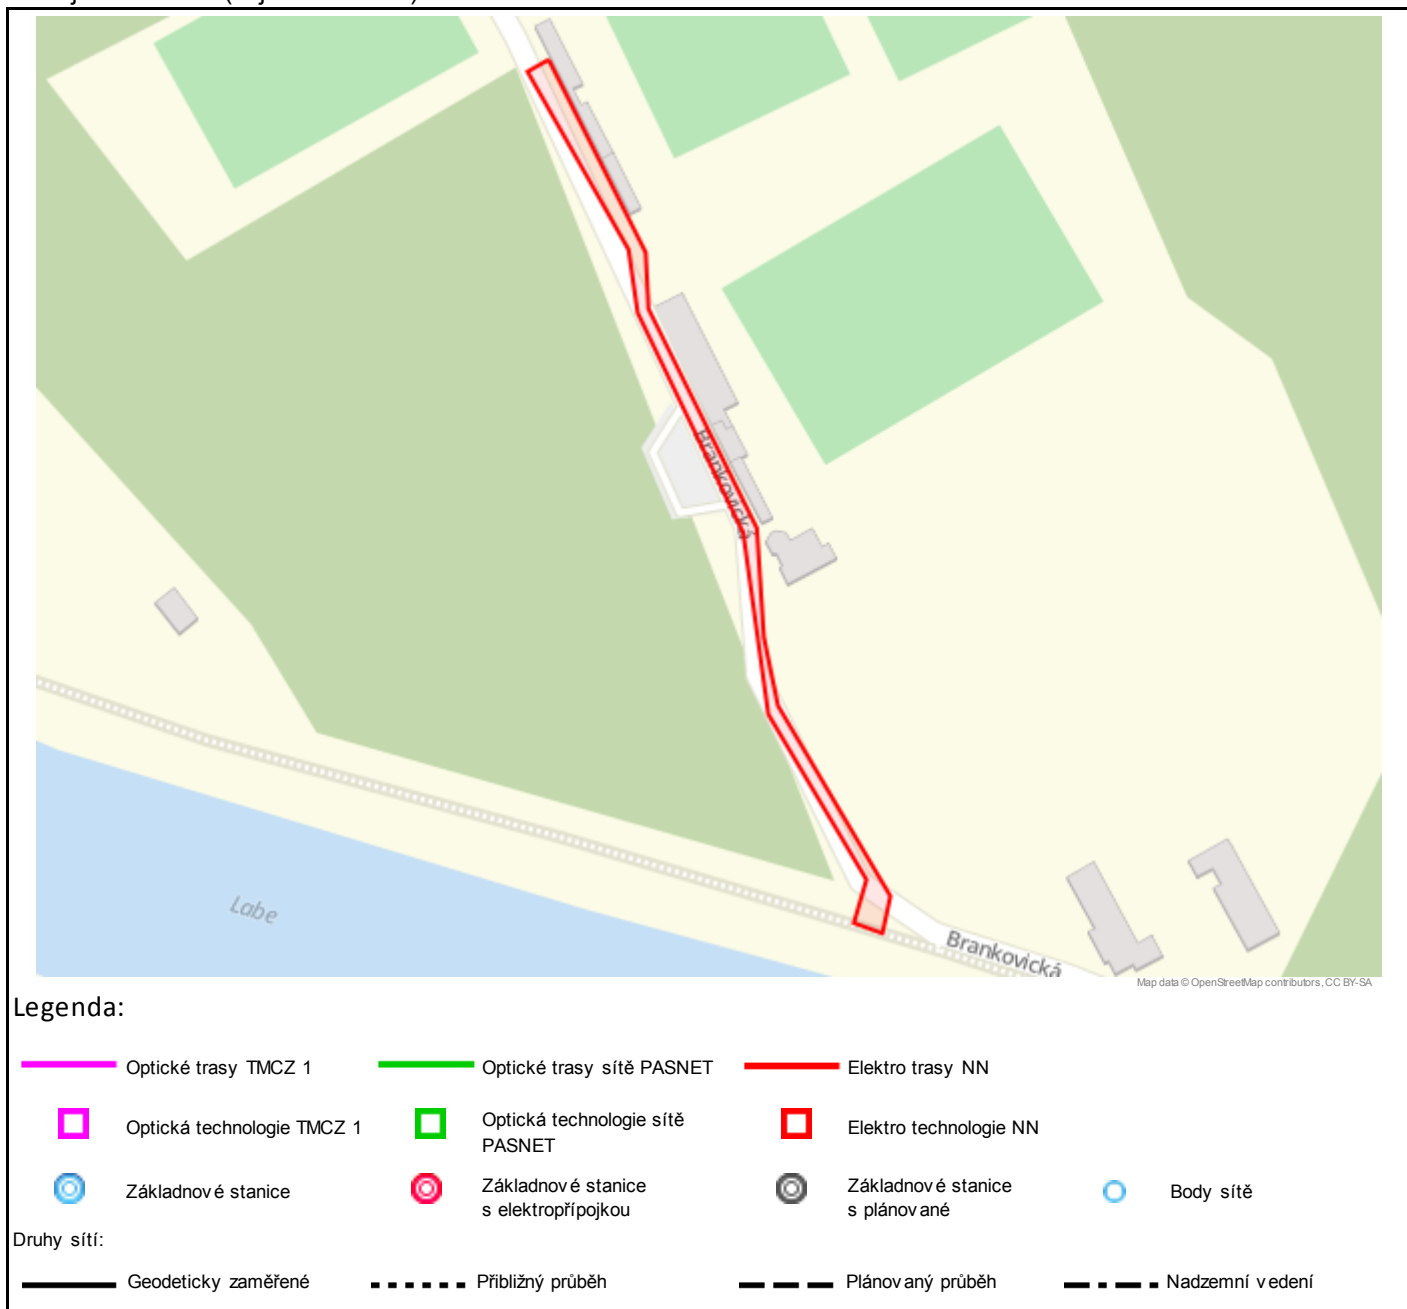 Brankovická
Labe
Brankovická
Map data © OpenStreetMap contributors, CC BY-SA
Legenda:
Optické trasy TMCZ 1
Optické trasy sítě PASNET
Elektro trasy NN
Optická technologie TMCZ 1
Optická technologie sítě
PASNET
Elektro technologie NN
Základnové stanice
Základnové stanice
s elektropřípojkou
Základnové stanice
s plánované
Body sítě
Druhy sítí:
Geodeticky zaměřené
Přibližný průběh
Plánovaný průběh
Nadzemní vedení